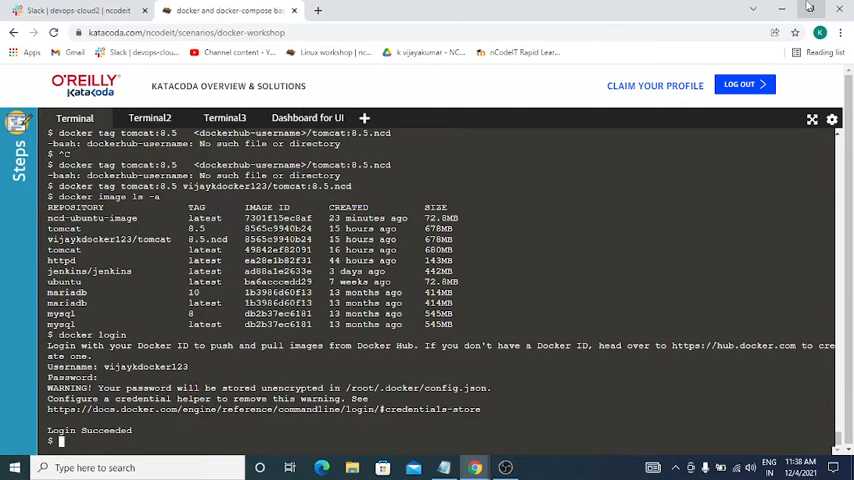 Slack | devops-cloud2 | ncodeit
docker and docker-compose bas
katacoda.com/ncodeit/scenarios/docker-workshop
K
Apps
Gmail
Slack | devops-clou...
Linux workshop | nc...
k vijayakumar - NC...
nCodeIT Rapid Lear...
Reading list
O'REILLY
KATACODA
KATACODA OVERVIEW & SOLUTIONS
CLAIM YOUR PROFILE
LOG OUT
Steps
Terminal
Terminal2
Terminal3
Dashboard for UI
$ docker tag tomcat:8.5 <dockerhub-username>/tomcat:8.5.ncd
-bash: dockerhub-username: No such file or directory
$ ^C
$ docker tag tomcat:8.5 <dockerhub-username>/tomcat:8.5.ncd
-bash: dockerhub-username: No such file or directory
$ docker tag tomcat:8.5 vijaykdocker123/tomcat:8.5.ncd
$ docker image ls -a
REPOSITORY TAG IMAGE ID CREATED SIZE
ncd-ubuntu-image latest 7301f15ec8af 23 minutes ago 72.8MB
tomcat 8.5 8565c9940b24 15 hours ago 678MB
vijaykdocker123/tomcat 8.5.ncd 8565c9940b24 15 hours ago 678MB
tomcat latest 49842ef82091 16 hours ago 680MB
httpd latest ea28e1b82f31 44 hours ago 143MB
jenkins/jenkins latest ad88a1e2633e 3 days ago 442MB
ubuntu latest ba6acccedd29 7 weeks ago 72.8MB
mariadb 10 1b3986d60f13 13 months ago 414MB
mariadb latest 1b3986d60f13 13 months ago 414MB
mysql 8 db2b37ec6181 13 months ago 545MB
mysql latest db2b37ec6181 13 months ago 545MB
$ docker login
Login with your Docker ID to push and pull images from Docker Hub. If you don't have a Docker ID, head over to https://hub.docker.com to cre
ate one.
Username: vijaykdocker123
Password:
WARNING! Your password will be stored unencrypted in /root/.docker/config.json.
Configure a credential helper to remove this warning. See
https://docs.docker.com/engine/reference/commandline/login/#credentials-store
Login Succeeded
$
Type here to search
ENG
IN
11:38 AM
12/4/2021